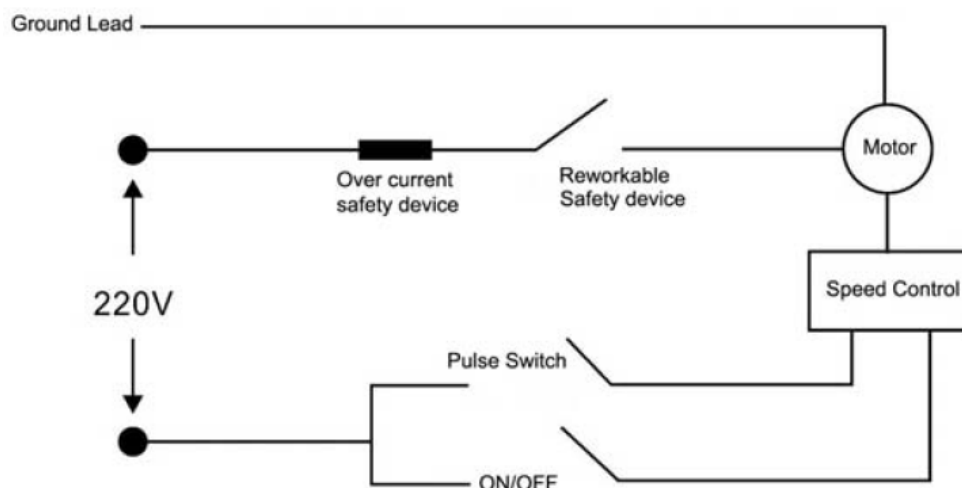 Ground Lead
Motor
Over current
safety device
Reworkable
Safety device
220V
Speed Control
Pulse Switch
ON/OFF